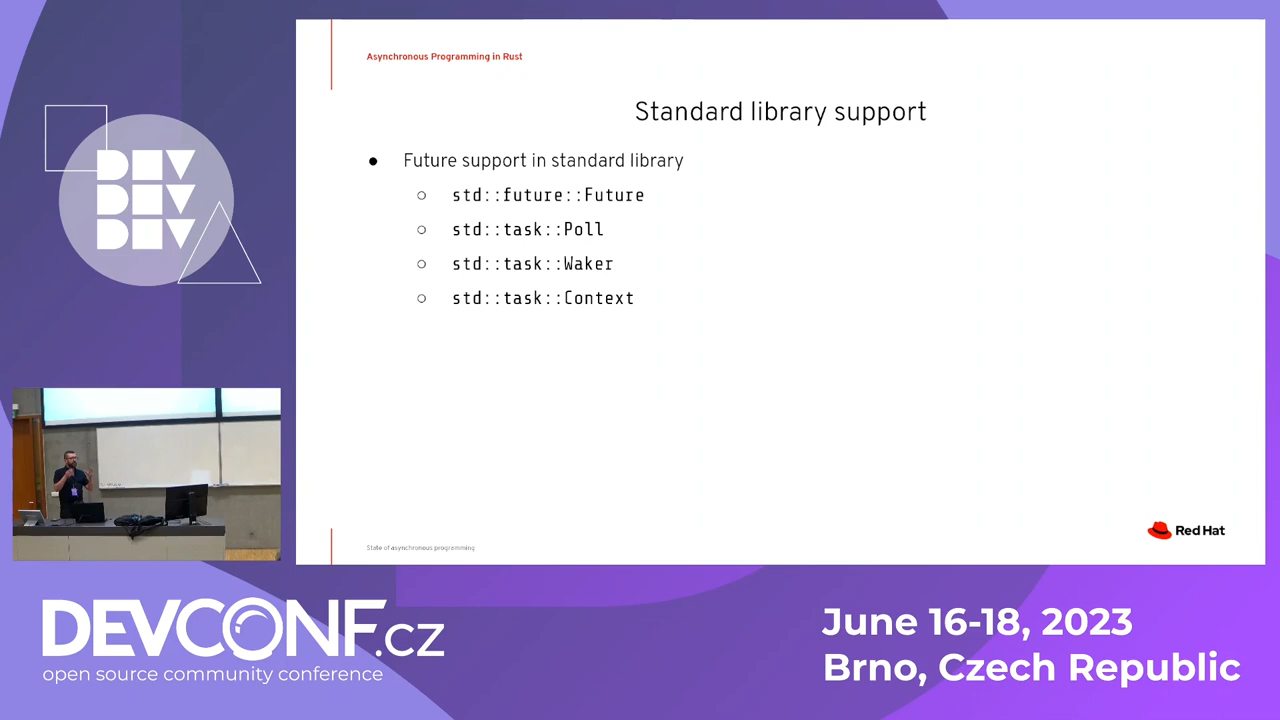 Asynchronous Programming in Rust
Standard library support
● Future support in standard library
○ std::future::Future
○ std::task::Poll
○ std::task::Waker
○ std::task::Context
State of asynchronous programming
Red Hat
DEV
DEV
DEV
DEVCONF.cz
open source community conference
June 16-18, 2023
Brno, Czech Republic